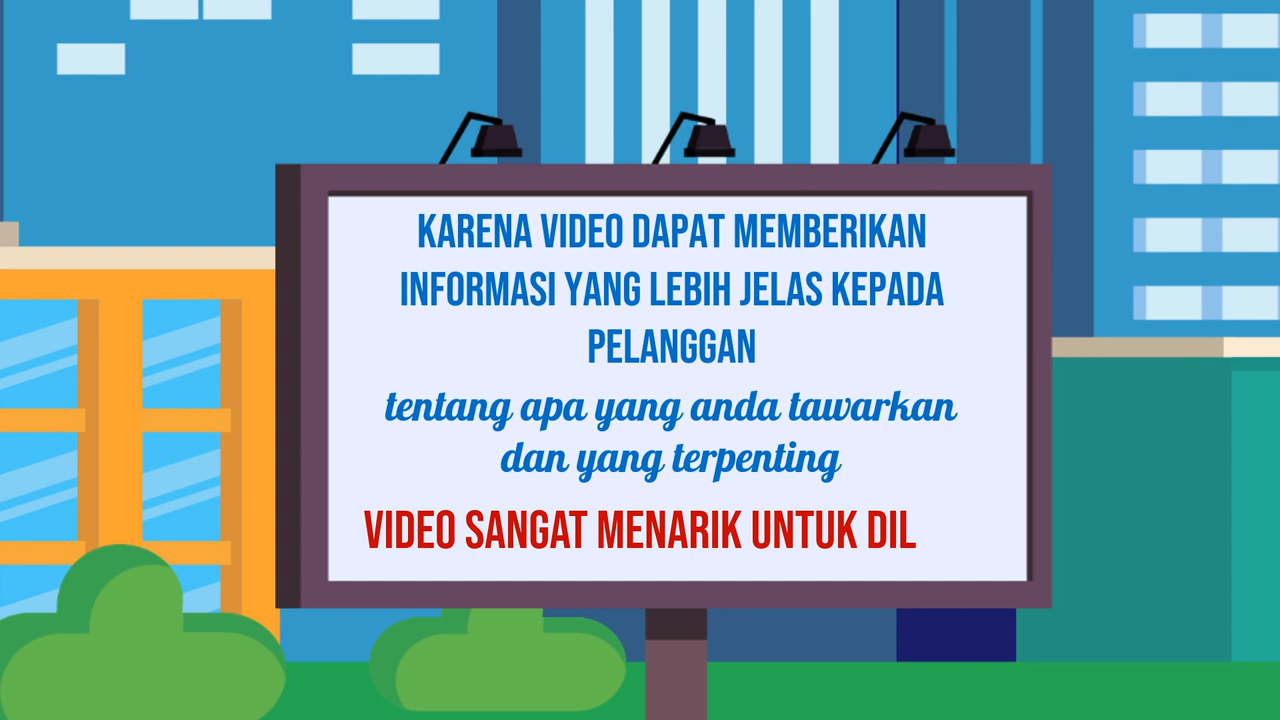 KARENA VIDEO DAPAT MEMBERIKAN
INFORMASI YANG LEBIH JELAS KEPADA
PELANGGAN
tentang apa yang anda tawarkan
dan yang terpenting
VIDEO SANGAT MENARIK UNTUK DIL